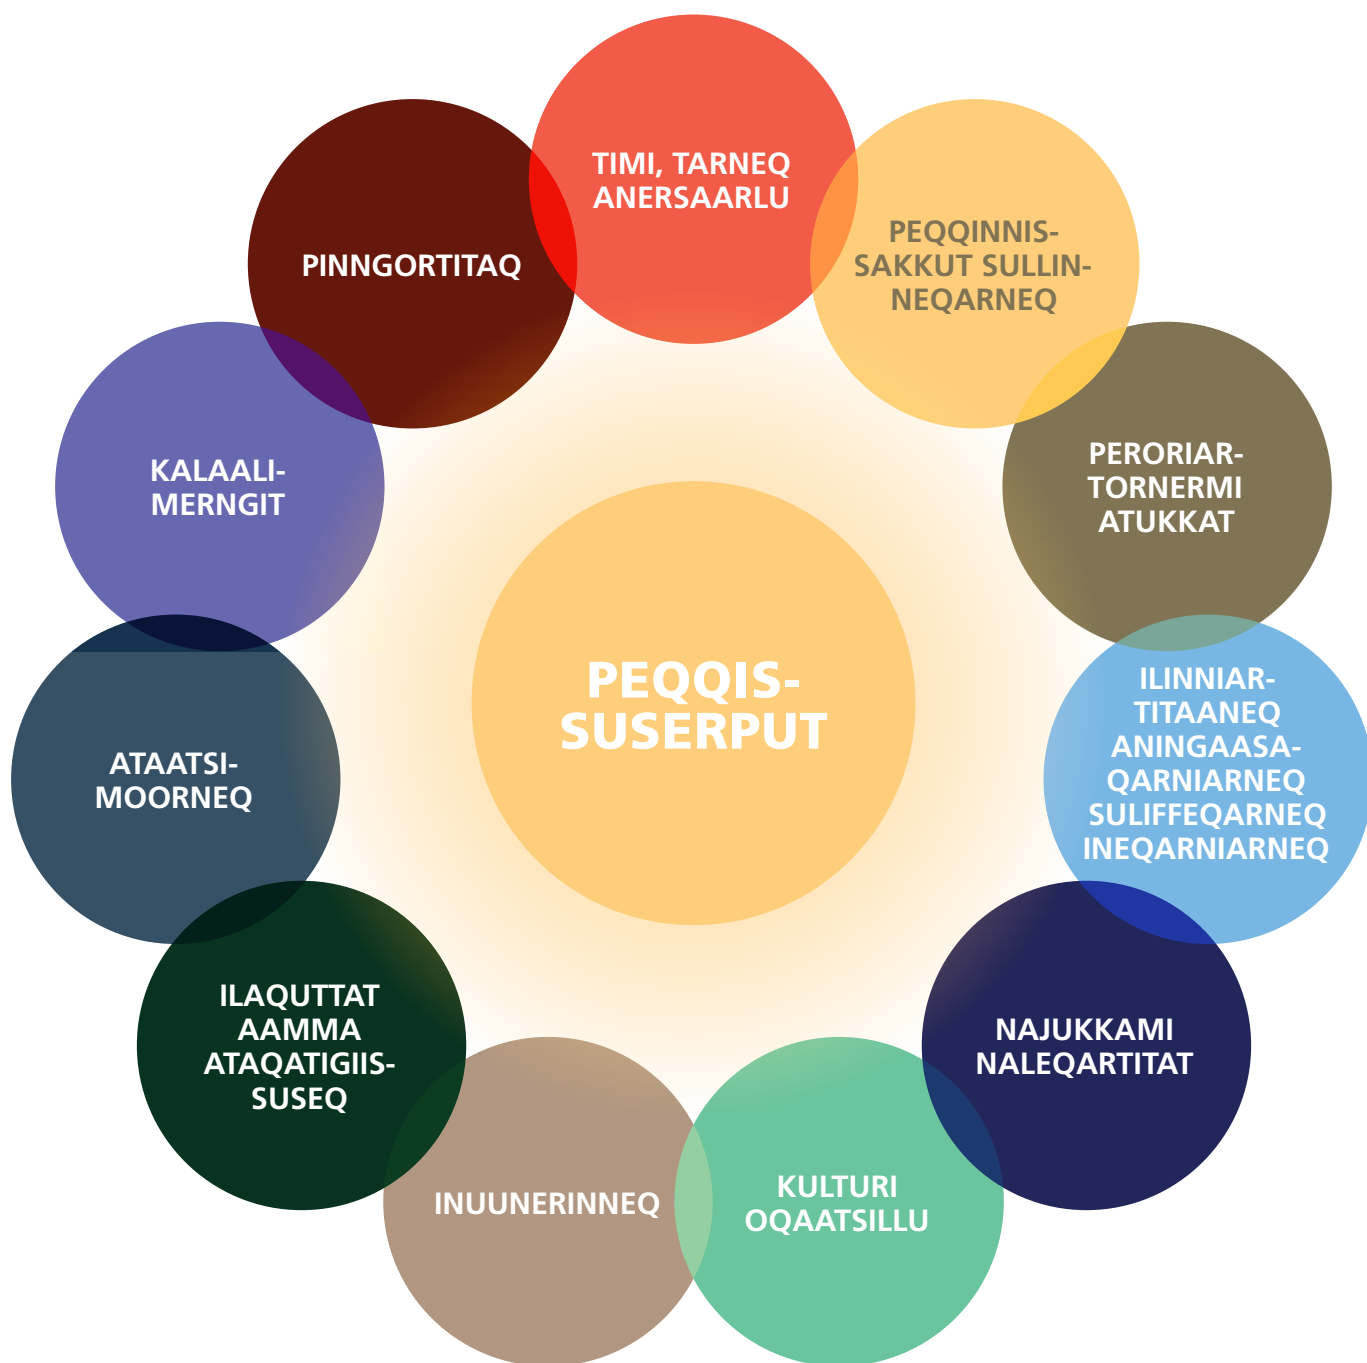 TIMI, TARNEQ
ANERSAARLU
PEQQINNIS-
SAKKUT SULLIN-
NEQARNEQ
PERORIAR-
TORNERMI
ATUKKAT
ILINNIAR-
TITAANEQ
ANINGAASA-
QARNIARNEQ
SULIFFEQARNEQ
INEQARNIARNEQ
NAJUKKAMI
NALEQARTITAT
KULTURI
OQAATSILLU
INUUNERINNEQ
ILAQUTTAT
AAMMA
ATAQATIGIIS-
SUSEQ
ATAATSI-
MOORNEQ
KALAALI-
MERNGIT
PINNGORTITAQ
PEQQIS-
SUSERPUT